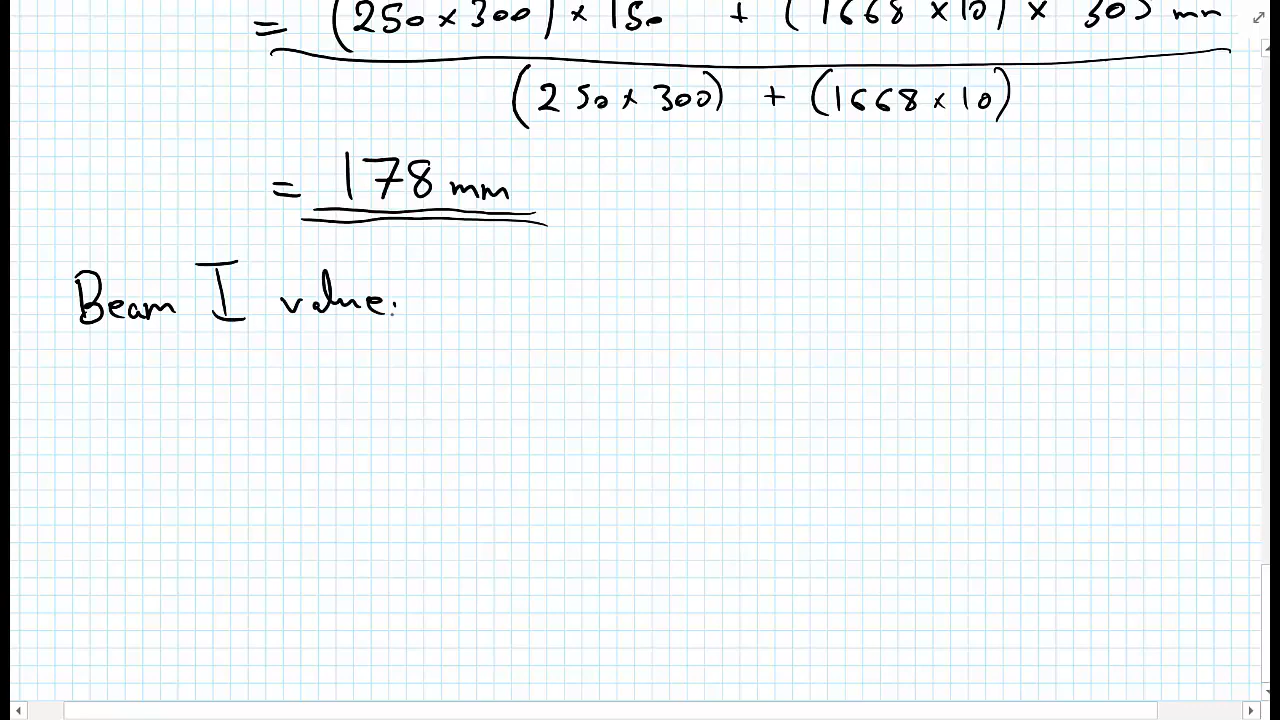 = (250 x 300) x 150 + (1668 x 10) x 305 mm
(250 x 300) + (1668 x 10)
= 178 mm
Beam I value: